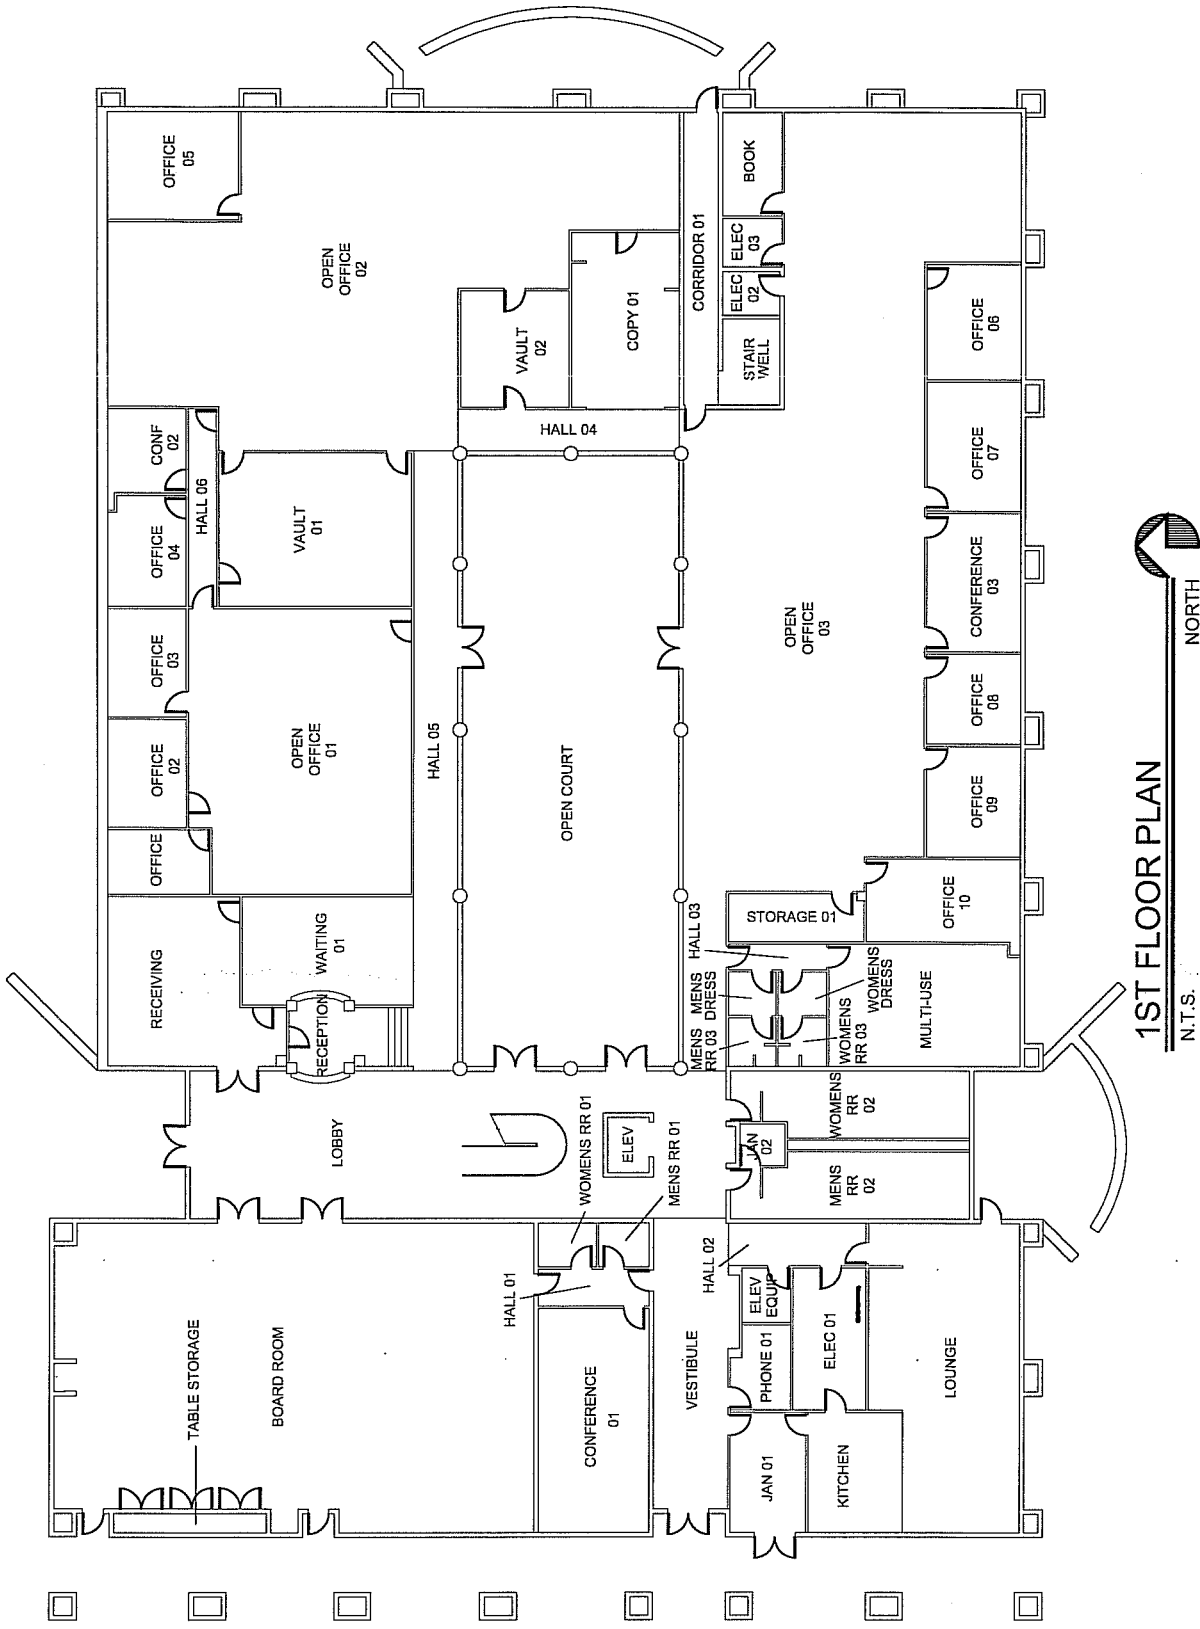 OFFICE
05
OPEN
OFFICE
02
BOOK
ELEC
03
ELEC
02
CORRIDOR 01
STAIR
WELL
COPY 01
VAULT
02
HALL 04
CONF
02
HALL 06
OFFICE
04
VAULT
01
OFFICE
03
OFFICE
02
OFFICE
OPEN
OFFICE
01
HALL 05
OPEN COURT
OPEN
OFFICE
03
OFFICE
06
OFFICE
07
CONFERENCE
03
OFFICE
08
OFFICE
09
OFFICE
10
STORAGE 01
HALL 03
MENS
DRESS
WOMENS
DRESS
MENS
RR 03
WOMENS
RR 03
MULTI-USE
RECEIVING
WAITING
01
RECEPTION
LOBBY
WOMENS RR 01
ELEV
MENS RR 01
JAN
02
WOMENS
RR
02
MENS
RR
02
HALL 01
HALL 02
ELEV
EQUIP
PHONE 01
ELEC 01
TABLE STORAGE
BOARD ROOM
CONFERENCE
01
VESTIBULE
JAN 01
KITCHEN
LOUNGE
1ST FLOOR PLAN
N.T.S.
NORTH